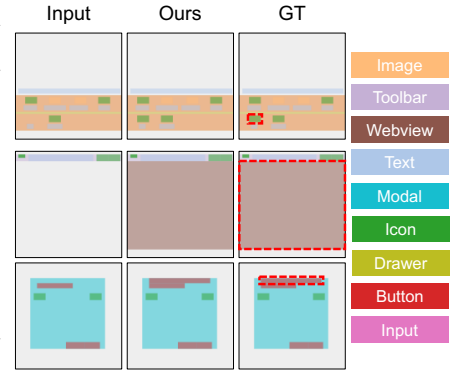 Input Ours GT
Image
Toolbar
Webview
Text
Modal
Icon
Drawer
Button
Input